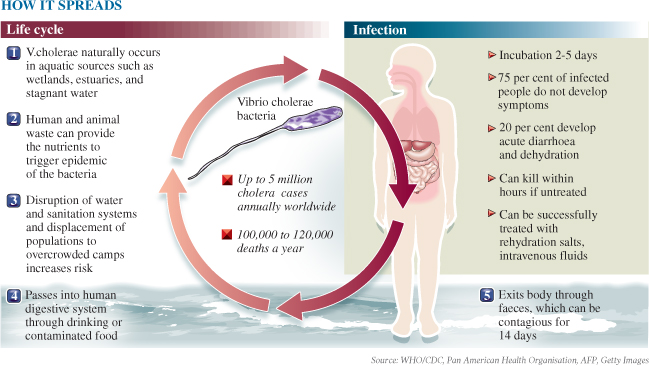 HOW IT SPREADS
Life cycle
1 V.cholerae naturally occurs
in aquatic sources such as
wetlands, estuaries, and
stagnant water
2 Human and animal
waste can provide
the nutrients to
trigger epidemic
of the bacteria
3 Disruption of water
and sanitation systems
and displacement of
populations to
overcrowded camps
increases risk
4 Passes into human
digestive system
through drinking or
contaminated food
Vibrio cholerae
bacteria
Up to 5 million
cholera cases
annually worldwide
100,000 to 120,000
deaths a year
Infection
Incubation 2-5 days
75 per cent of infected
people do not develop
symptoms
20 per cent develop
acute diarrhoea
and dehydration
Can kill within
hours if untreated
Can be successfully
treated with
rehydration salts,
intravenous fluids
5 Exits body through
faeces, which can be
contagious for
14 days
Source: WHO/CDC, Pan American Health Organisation, AFP, Getty Images